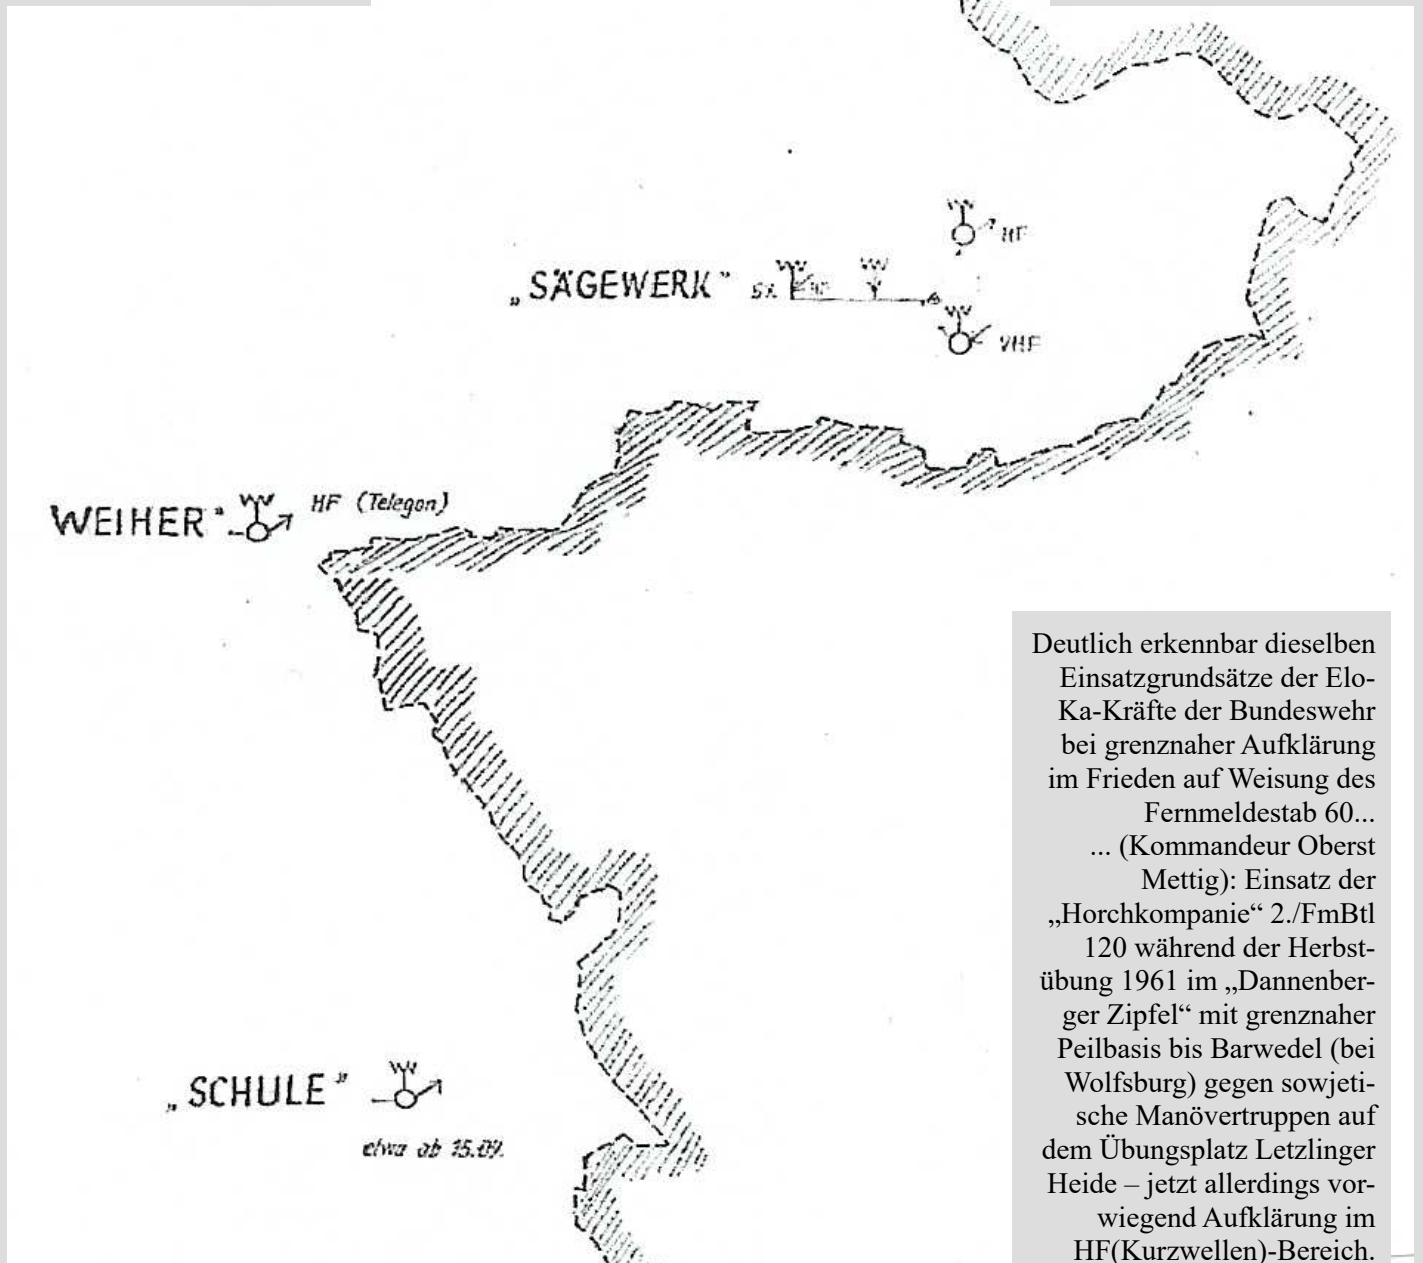 HF
„SÄGEWERK"
VHF
WEIHER"
HF (Telegon)
„SCHULE"
etwa ab 15.09.
Deutlich erkennbar dieselben
Einsatzgrundsätze der Elo-
Ka-Kräfte der Bundeswehr
bei grenznaher Aufklärung
im Frieden auf Weisung des
Fernmeldestab 60...
... (Kommandeur Oberst
Mettig): Einsatz der
„Horchkompanie“ 2./FmBtl
120 während der Herbst-
übung 1961 im „Dannenber-
ger Zipfel“ mit grenznaher
Peilbasis bis Barwedel (bei
Wolfsburg) gegen sowjeti-
sche Manövertruppen auf
dem Übungsplatz Letzlinger
Heide – jetzt allerdings vor-
wiegend Aufklärung im
HF(Kurzwellen)-Bereich.